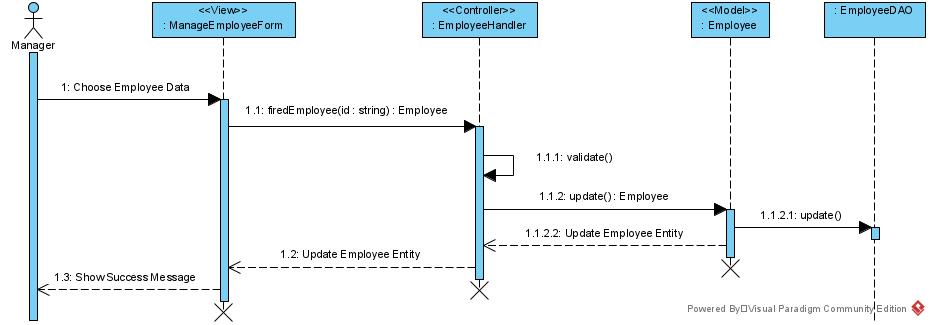 <<View>>
: ManageEmployeeForm
<<Controller>>
: EmployeeHandler
<<Model>>
: Employee
: EmployeeDAO
Manager
1: Choose Employee Data
1.1: firedEmployee(id : string) : Employee
1.1.1: validate()
1.1.2: update() : Employee
1.1.2.1: update()
1.1.2.2: Update Employee Entity
1.2: Update Employee Entity
1.3: Show Success Message
Powered By Visual Paradigm Community Edition